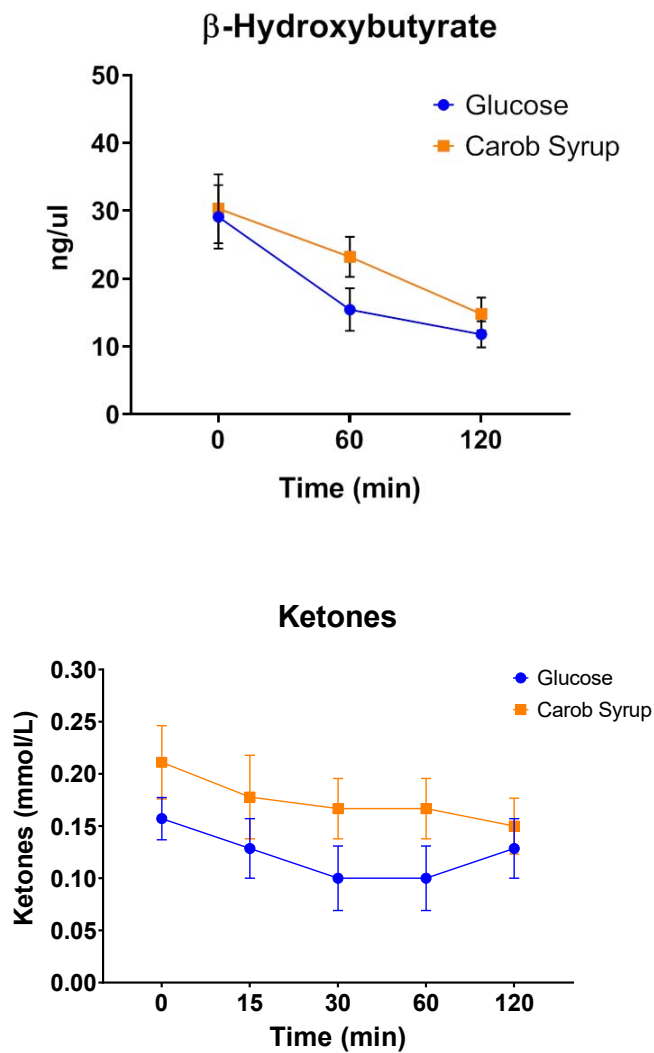 β-Hydroxybutyrate
50
40
30
20
10
0
ng/ul
Glucose
Carob Syrup
0 60 120
Time (min)
Ketones
0.30
0.25
0.20
0.15
0.10
0.05
0.00
Ketones (mmol/L)
Glucose
Carob Syrup
0 15 30 60 120
Time (min)